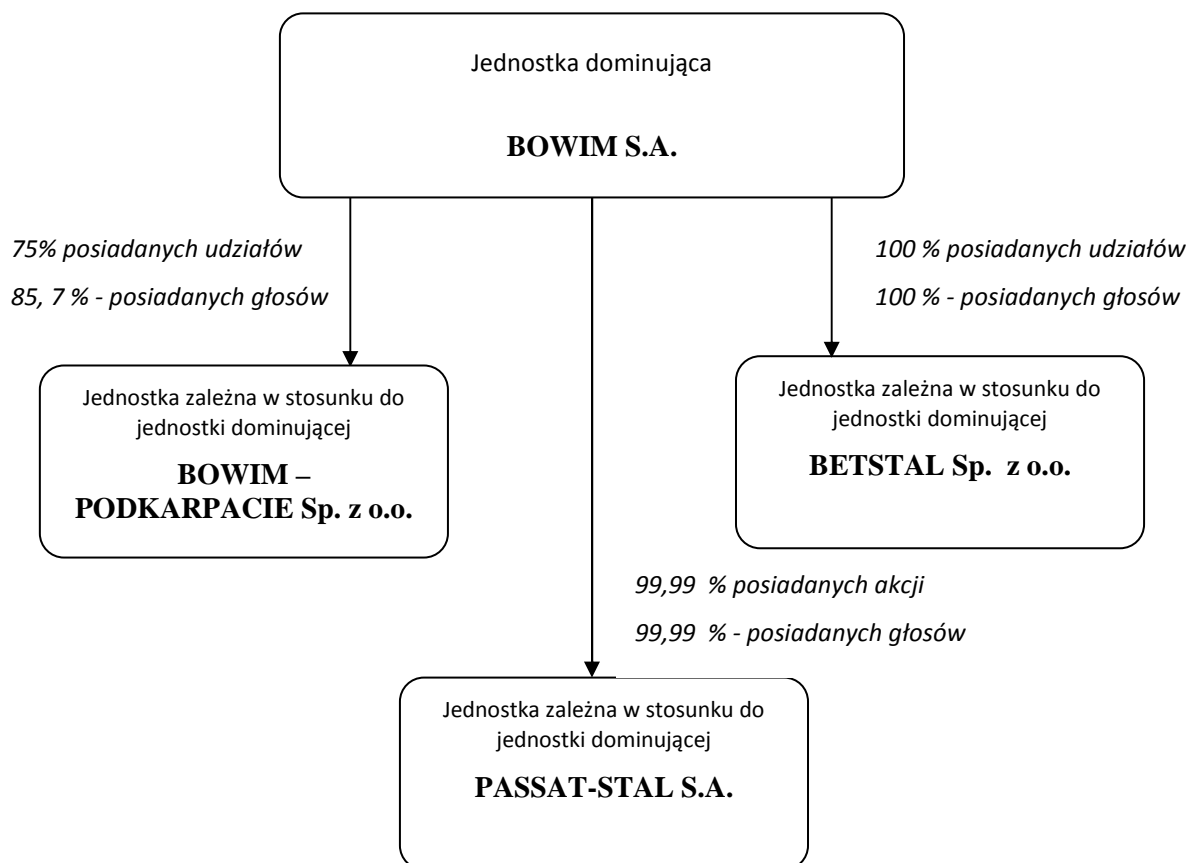 Jednostka dominująca
BOWIM S.A.
75% posiadanych udziałów
85, 7 % - posiadanych głosów
100 % posiadanych udziałów
100 % - posiadanych głosów
Jednostka zależna w stosunku do
jednostki dominującej
BOWIM –
PODKARPACIE Sp. z o.o.
Jednostka zależna w stosunku do
jednostki dominującej
BETSTAL Sp. z o.o.
99,99 % posiadanych akcji
99,99 % - posiadanych głosów
Jednostka zależna w stosunku do
jednostki dominującej
PASSAT-STAL S.A.